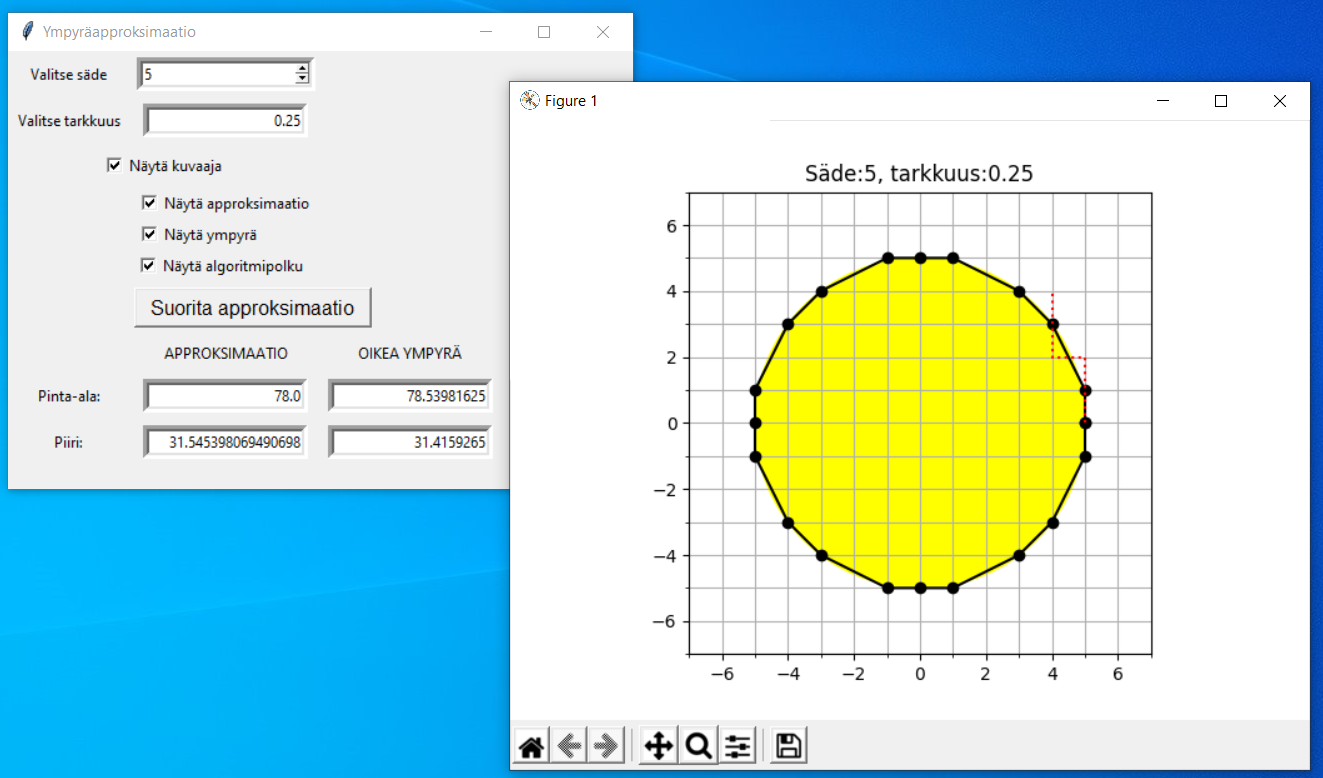 Ympyräapproksimaatio
Valitse säde
5
Valitse tarkkuus
0.25
Näytä kuvaaja
Näytä approksimaatio
Näytä ympyrä
Näytä algoritmipolku
Suorita approksimaatio
APPROKSIMAATIO OIKEA YMPYRÄ
Pinta-ala: 78.0 78.53981625
Piiri: 31.545398069490698 31.4159265
Figure 1
Säde:5, tarkkuus:0.25
6
4
2
0
−2
−4
−6
−6 −4 −2 0 2 4 6